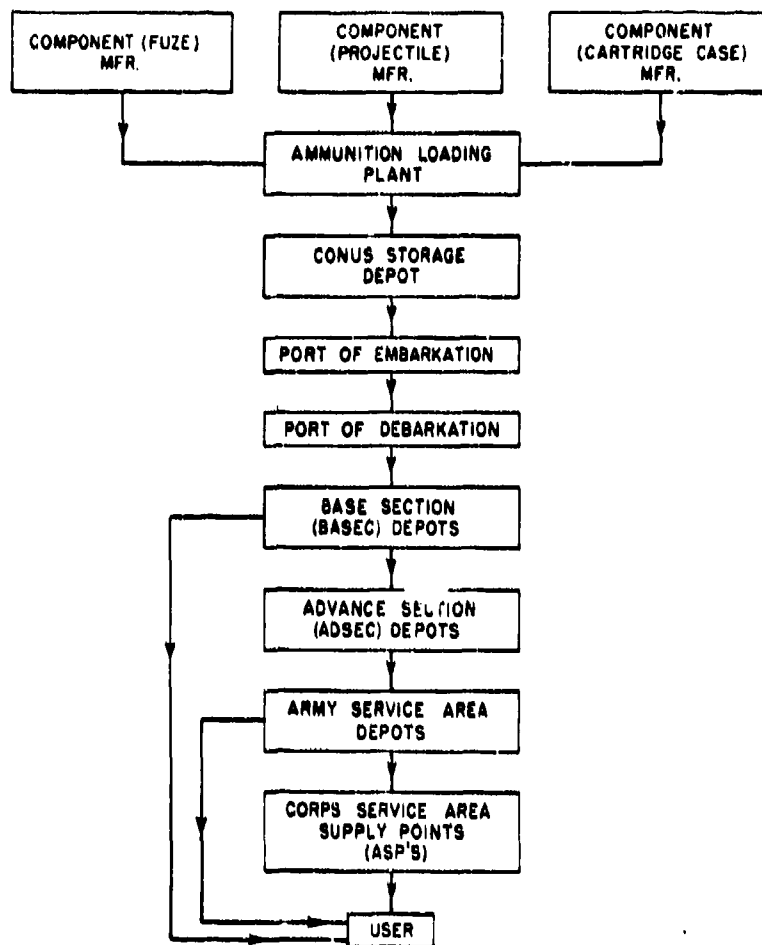 COMPONENT (FUZE)
MFR.
COMPONENT
(PROJECTILE)
MFR.
COMPONENT
(CARTRIDGE CASE)
MFR.
AMMUNITION LOADING
PLANT
CONUS STORAGE
DEPOT
PORT OF EMBARKATION
PORT OF DEBARKATION
BASE SECTION
(BASEC) DEPOTS
ADVANCE SECTION
(ADSEC) DEPOTS
ARMY SERVICE AREA
DEPOTS
CORPS SERVICE AREA
SUPPLY POINTS
(ASP'S)
USER